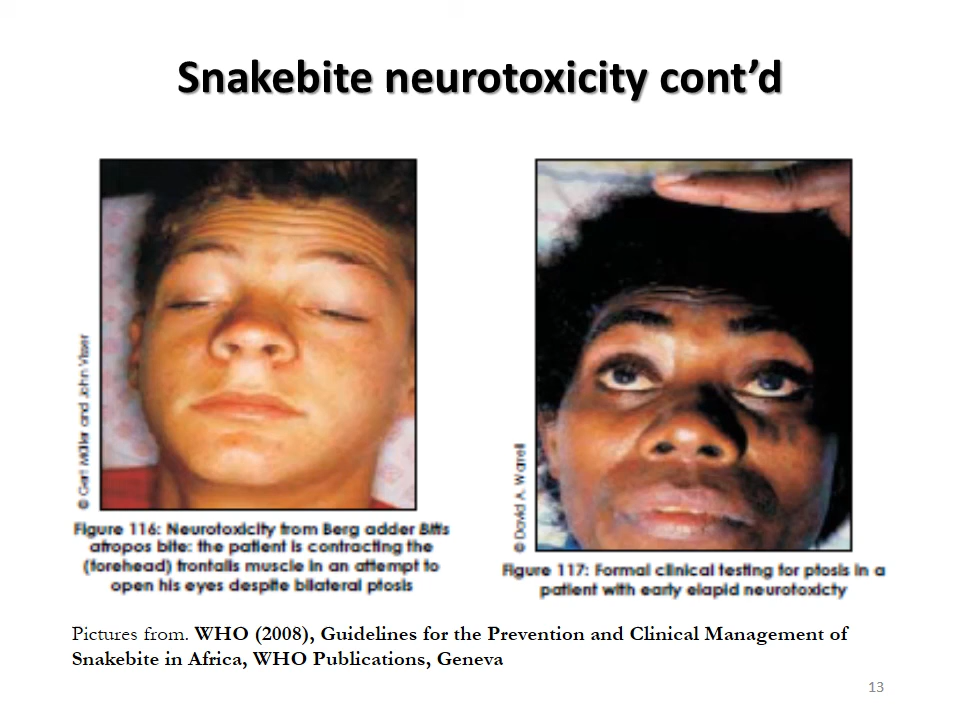 Snakebite neurotoxicity cont’d
© Gert Müller and John Visser
Figure 116: Neurotoxicity from Berg adder Bitis
atropos bite: the patient is contracting the
(forehead) frontalis muscle in an attempt to
open his eyes despite bilateral ptosis
© David A. Warrell
Figure 117: Formal clinical testing for ptosis in a
patient with early elapid neurotoxicty
Pictures from. WHO (2008), Guidelines for the Prevention and Clinical Management of
Snakebite in Africa, WHO Publications, Geneva
13